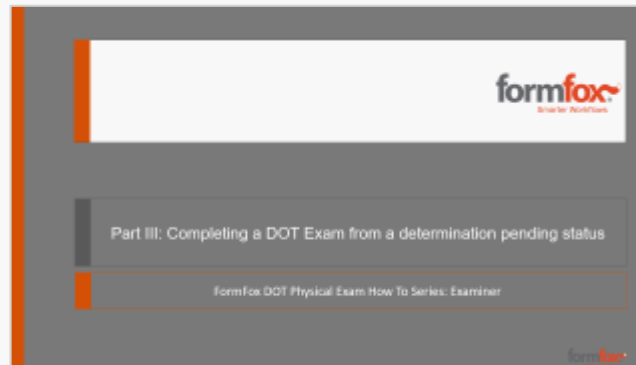 formfox
Smarter Workflows
Part III: Completing a DOT Exam from a determination pending status
FormFox DOT Physical Exam How To Series: Examiner
formfox